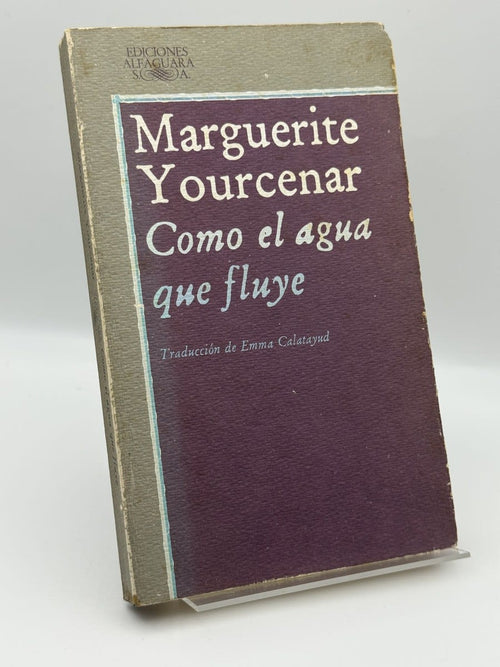 EDICIONES
ALFAGUARA
S.A.
Marguerite
Yourcenar
Como el agua
que fluye
Traducción de Emma Calatayud